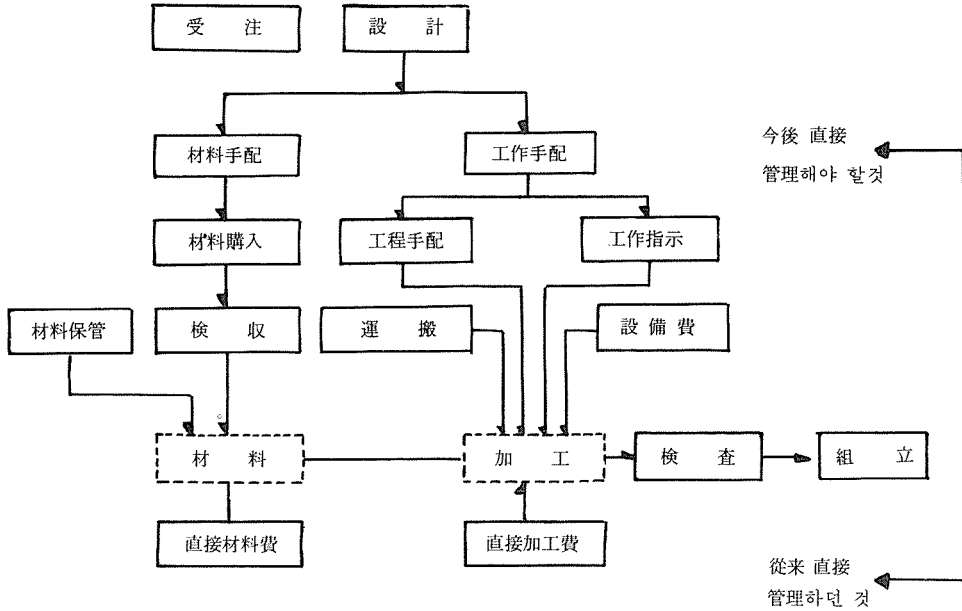 受 注
設 計
材料手配
工作手配
今後 直接
管理해야 할것
材料購入
工程手配
工作指示
材料保管
検 収
運 搬
設 備 費
材 料
加 工
検 査
組 立
直接材料費
直接加工費
従来 直接
管理하던 것